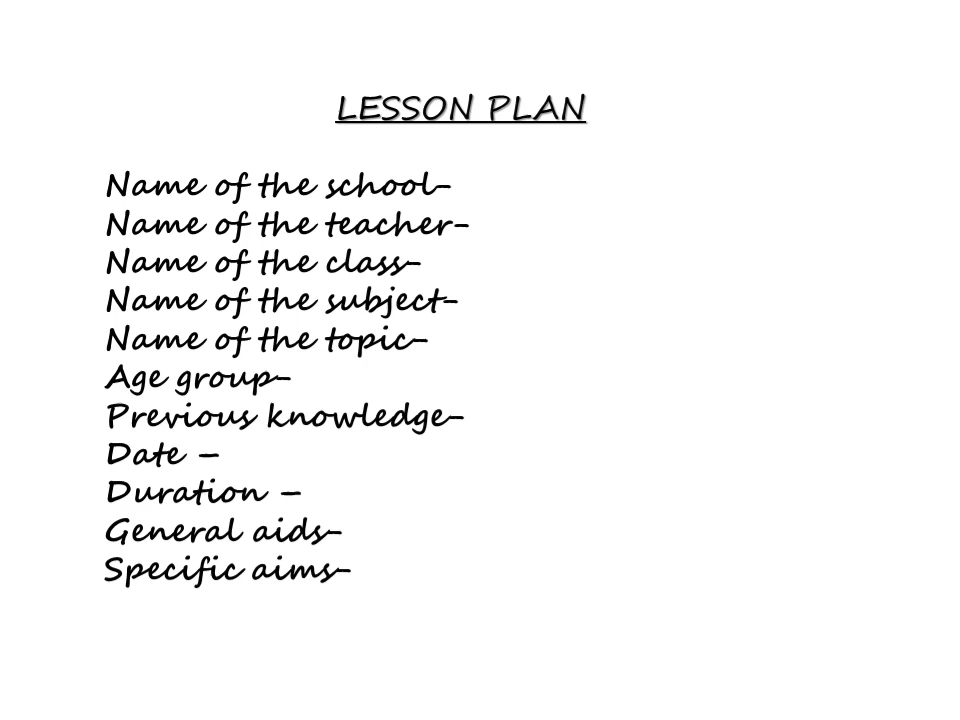 LESSON PLAN
Name of the school-
Name of the teacher-
Name of the class-
Name of the subject-
Name of the topic-
Age group-
Previous knowledge-
Date –
Duration –
General aids-
Specific aims-